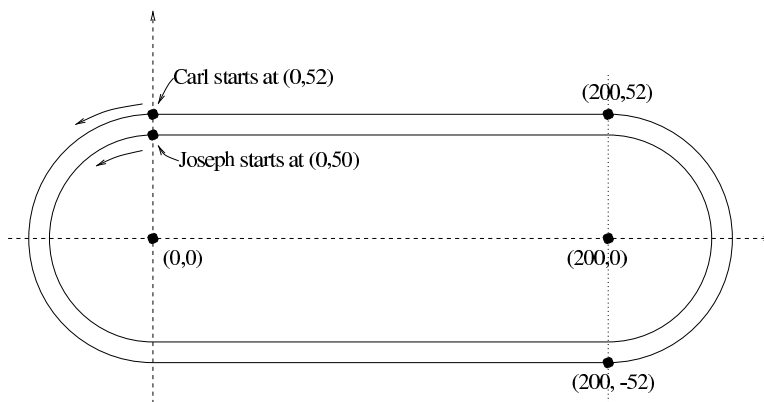 Carl starts at (0,52)
(200,52)
Joseph starts at (0,50)
(0,0)
(200,0)
(200, -52)